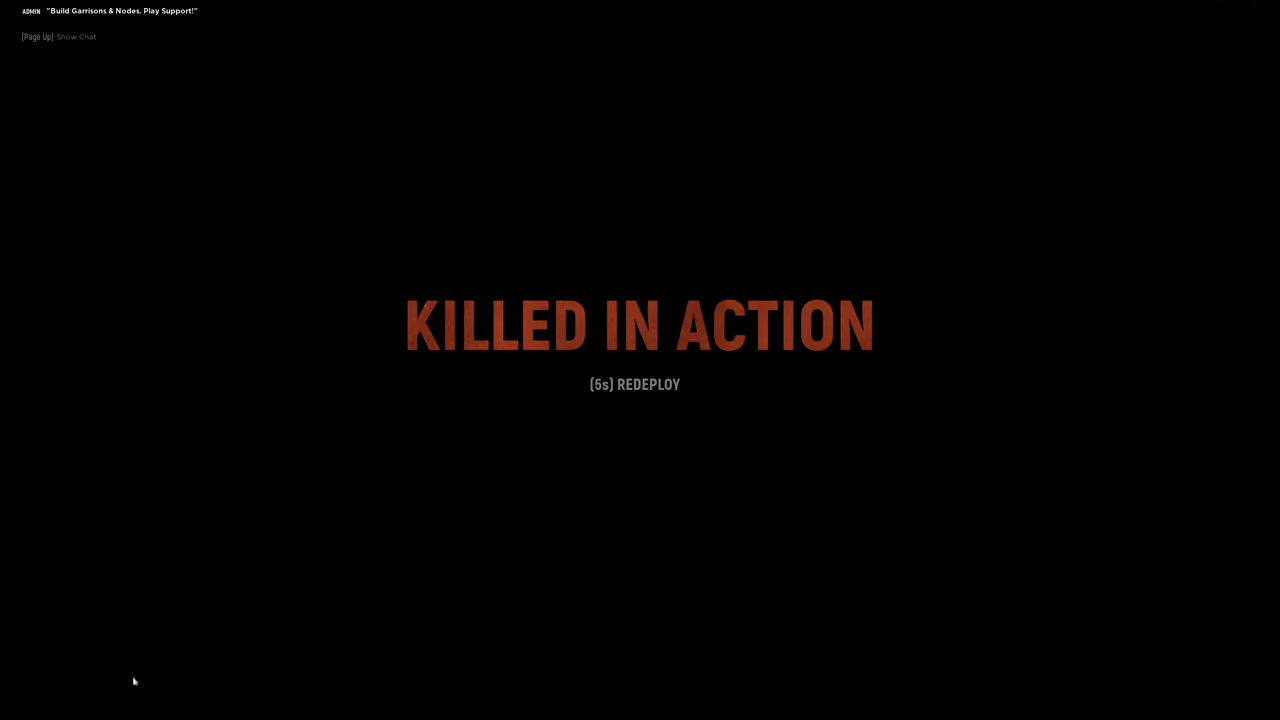 ADMIN "Build Garrisons & Nodes. Play Support!"
[Page Up] Show Chat
KILLED IN ACTION
(5s) REDEPLOY